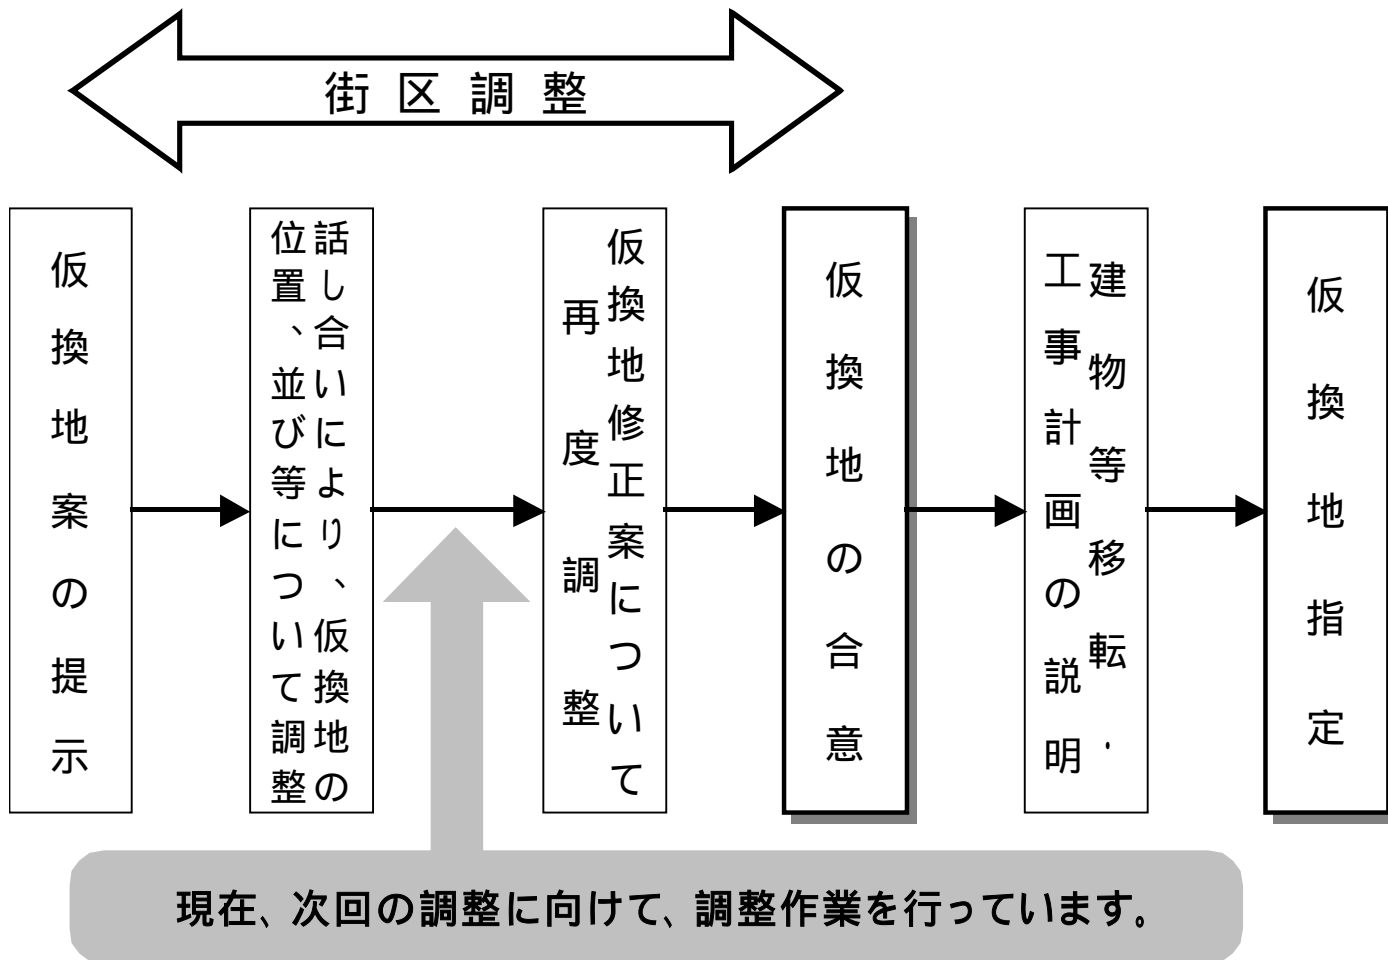 街区調整
仮換地案の提示
話し合いにより、仮換地の
位置、並び等について調整
仮換地修正案について
再度調整
仮換地の合意
建物等移転・
工事計画の説明
仮換地指定
現在、次回の調整に向けて、調整作業を行っています。